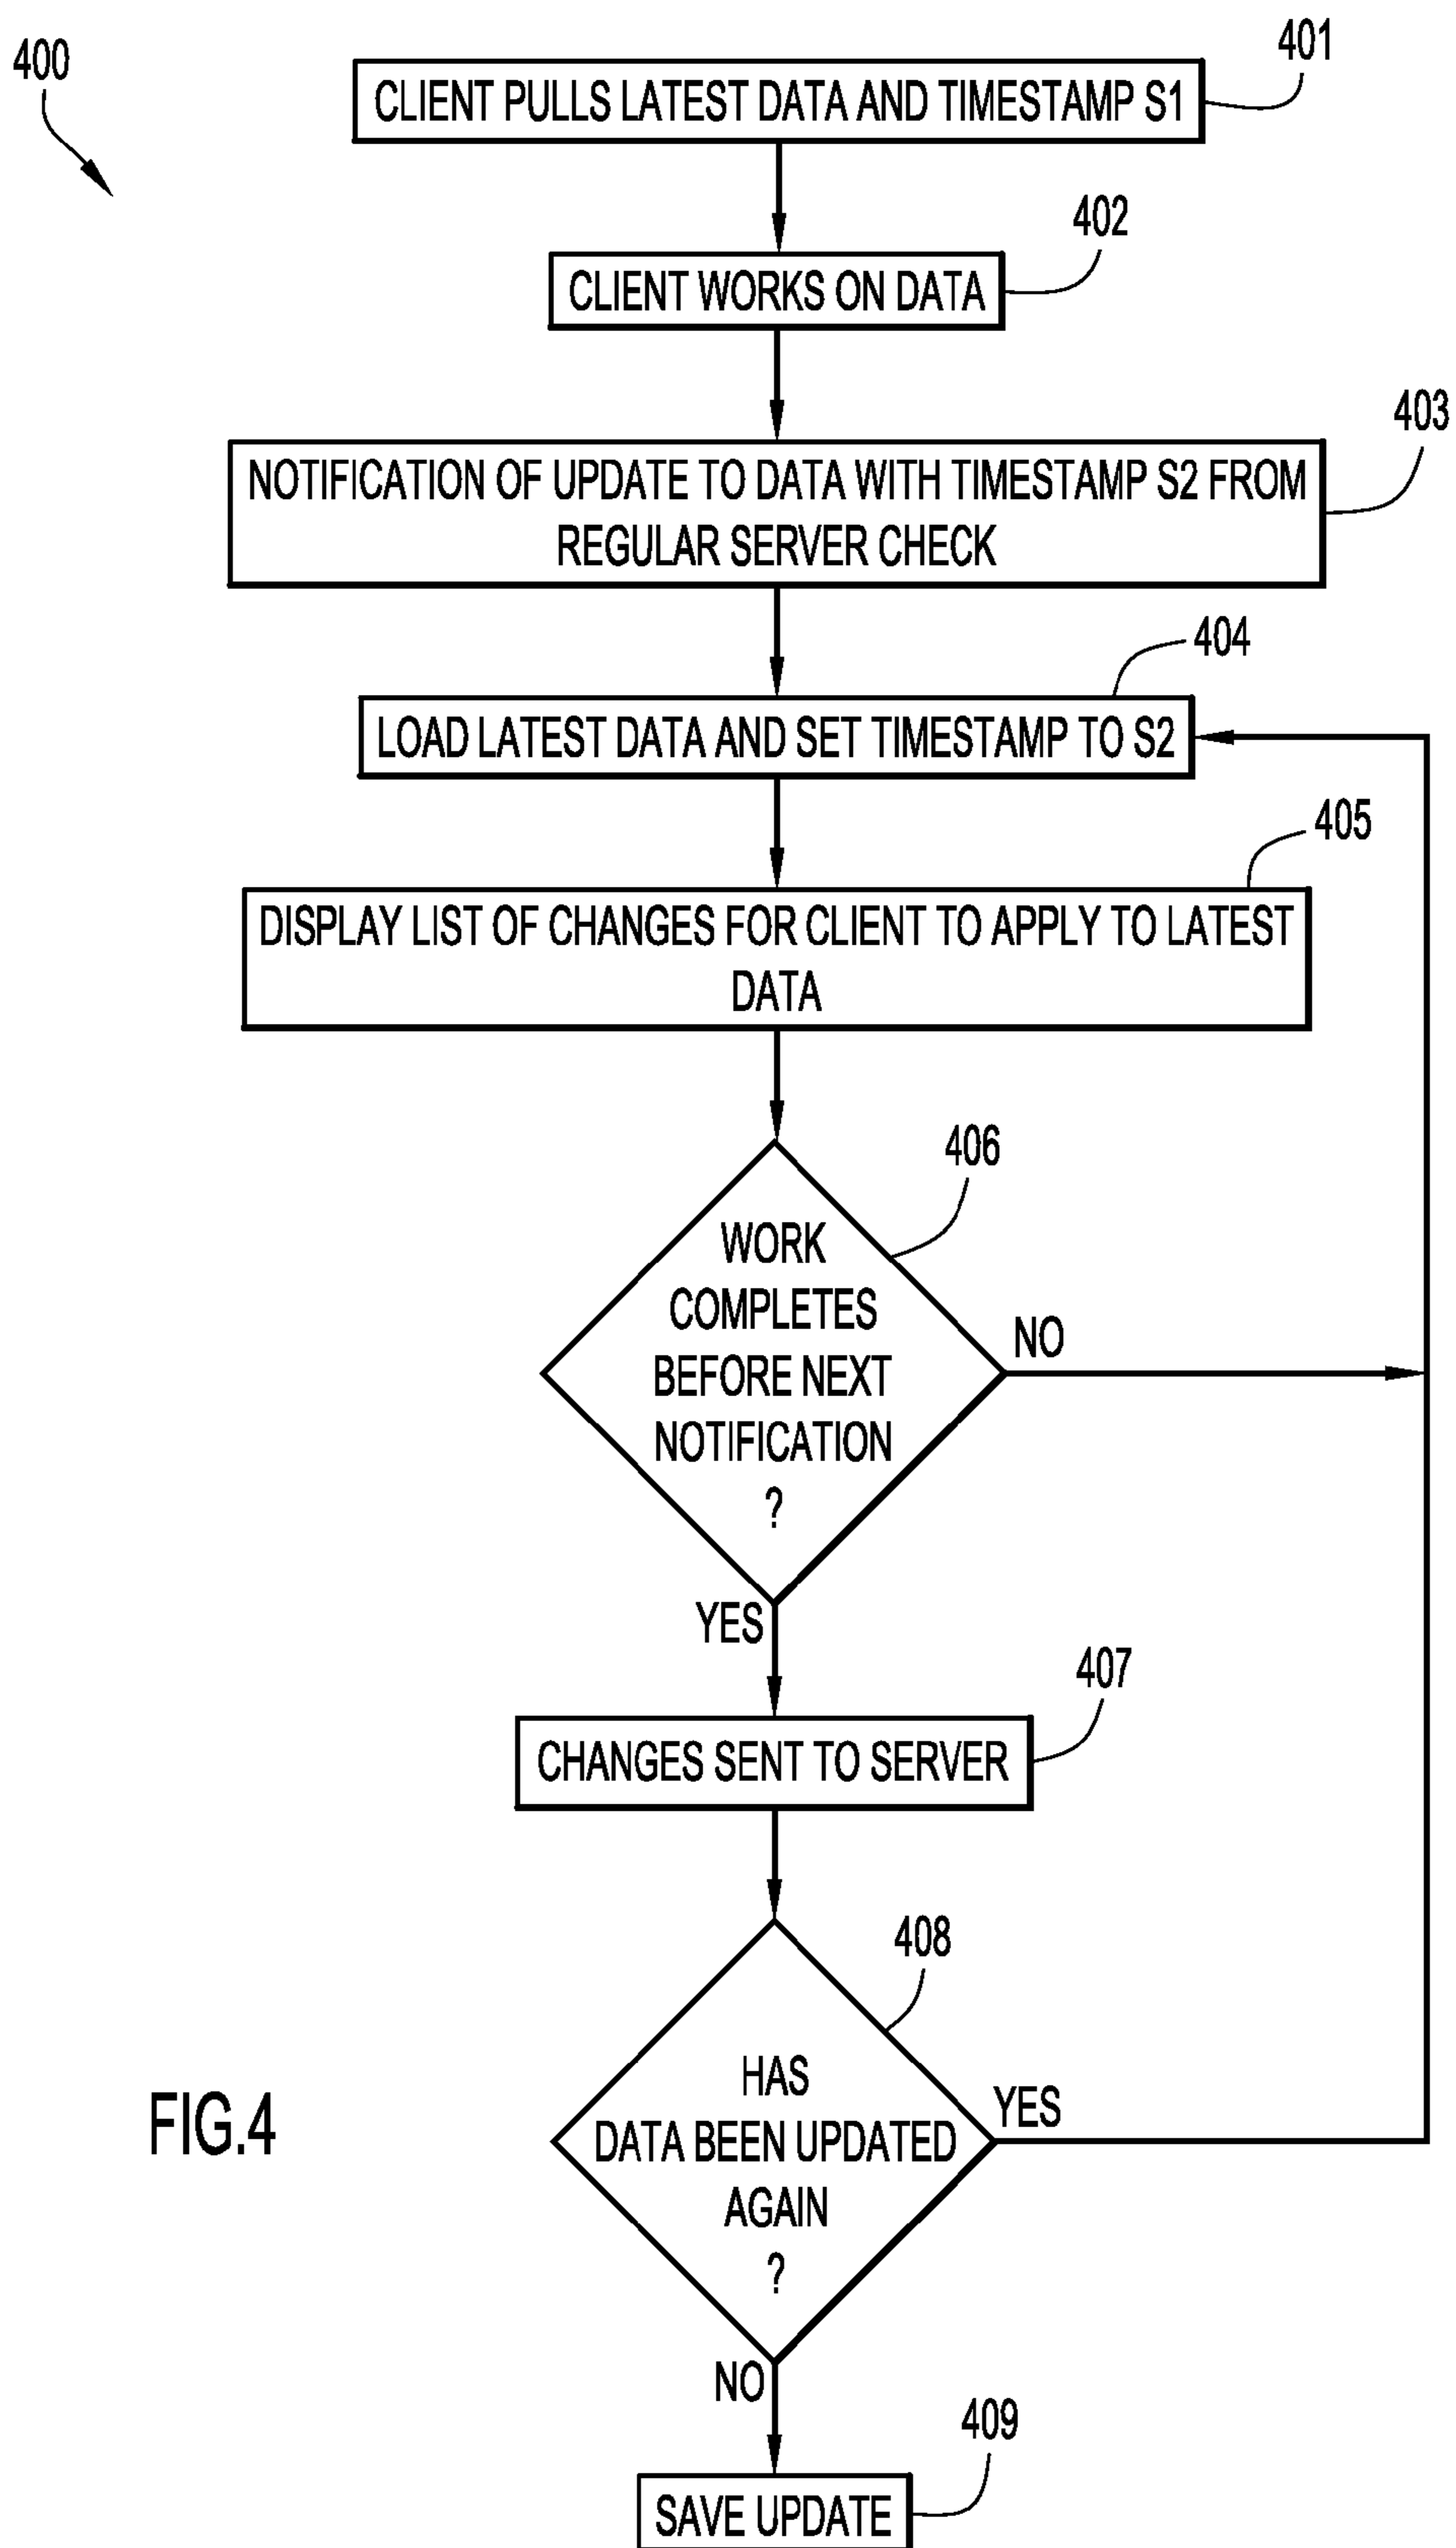 400
401
CLIENT PULLS LATEST DATA AND TIMESTAMP S1
402
CLIENT WORKS ON DATA
403
NOTIFICATION OF UPDATE TO DATA WITH TIMESTAMP S2 FROM
REGULAR SERVER CHECK
404
LOAD LATEST DATA AND SET TIMESTAMP TO S2
405
DISPLAY LIST OF CHANGES FOR CLIENT TO APPLY TO LATEST
DATA
406
WORK
COMPLETES
BEFORE NEXT
NOTIFICATION
?
NO
YES
407
CHANGES SENT TO SERVER
408
HAS
DATA BEEN UPDATED
AGAIN
?
YES
NO
FIG.4
409
SAVE UPDATE